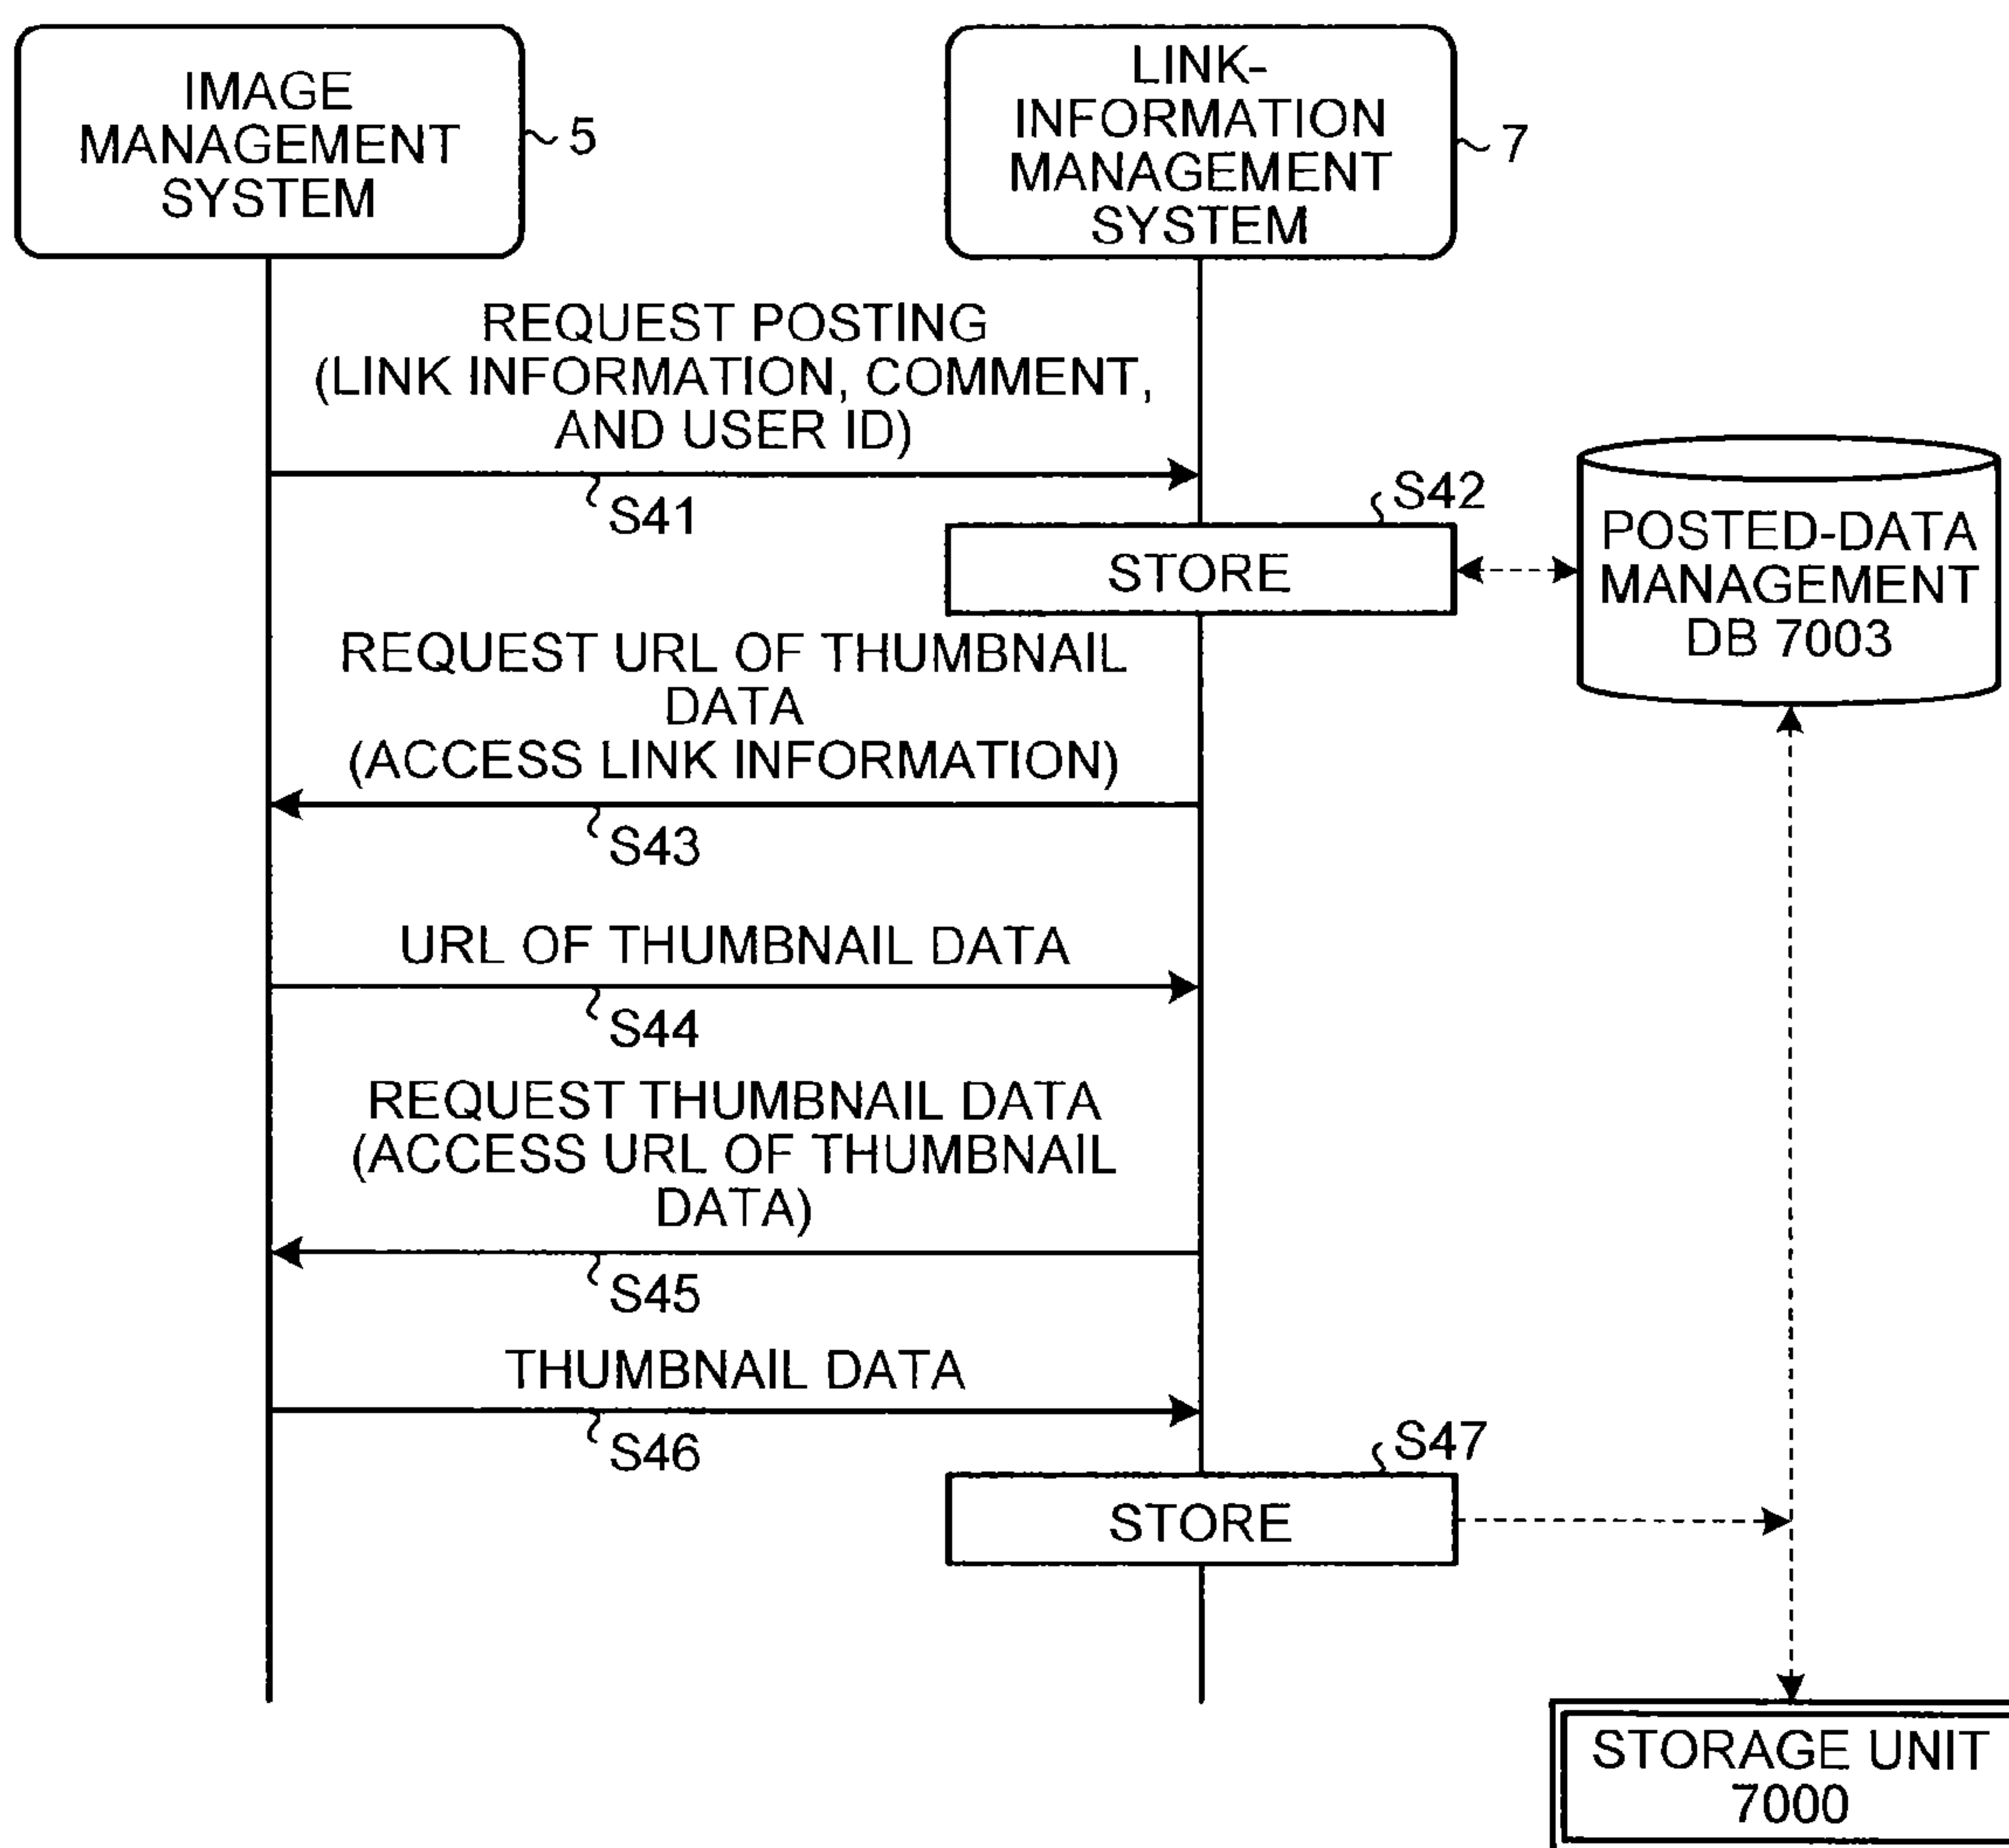 IMAGE
MANAGEMENT
SYSTEM
5
LINK-
INFORMATION
MANAGEMENT
SYSTEM
7
REQUEST POSTING
(LINK INFORMATION, COMMENT,
AND USER ID)
S41
S42
STORE
POSTED-DATA
MANAGEMENT
DB 7003
REQUEST URL OF THUMBNAIL
DATA
(ACCESS LINK INFORMATION)
S43
URL OF THUMBNAIL DATA
S44
REQUEST THUMBNAIL DATA
(ACCESS URL OF THUMBNAIL
DATA)
S45
THUMBNAIL DATA
S46
S47
STORE
STORAGE UNIT
7000